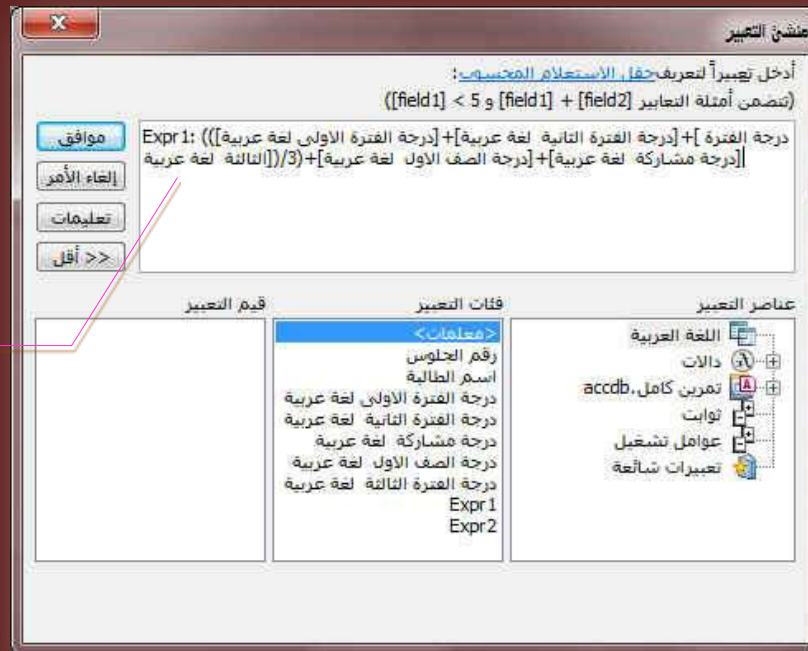 منشئ التعبير
أدخل تعبيراً لتعريف حقل الاستعلام المحسوب:
(تتضمن أمثلة التعابير [field1] + [field2] و [field1] < 5)
Expr1: (([درجة الفترة الاولى لغة عربية]+[درجة الفترة الثانية لغة عربية]+[درجة الفترة
الثالثة لغة عربية])/3)+[درجة الصف الاول لغة عربية]+[درجة مشاركة لغة عربية]
موافق
إلغاء الأمر
تعليمات
<< أقل
عناصر التعبير
اللغة العربية
دالات
تمرين كامل.accdb
ثوابت
عوامل تشغيل
تعبيرات شائعة
فئات التعبير
<معلمات>
رقم الجلوس
اسم الطالبة
درجة الفترة الاولى لغة عربية
درجة الفترة الثانية لغة عربية
درجة مشاركة لغة عربية
درجة الصف الاول لغة عربية
درجة الفترة الثالثة لغة عربية
Expr1
Expr2
قيم التعبير